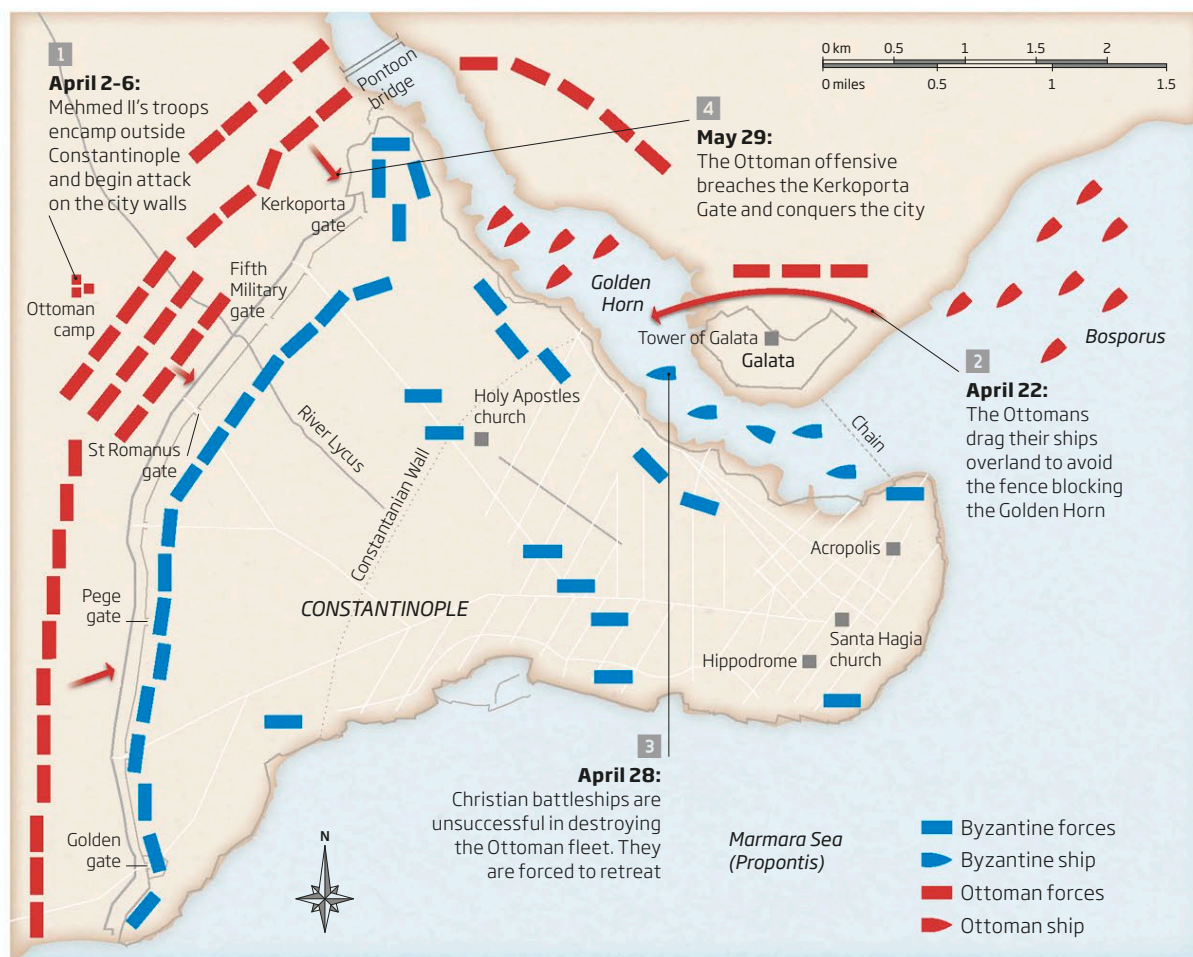 1
April 2-6:
Mehmed II's troops
encamp outside
Constantinople
and begin attack
on the city walls
Pontoon
bridge
0 km 0.5 1 1.5 2
0 miles 0.5 1 1.5
4
May 29:
The Ottoman offensive
breaches the Kerkoporta
Gate and conquers the city
Kerkoporta
gate
Fifth
Military
gate
Ottoman
camp
Golden
Horn
Bosporus
Tower of Galata
Galata
2
April 22:
The Ottomans
drag their ships
overland to avoid
the fence blocking
the Golden Horn
Chain
Holy Apostles
church
River Lycus
St Romanus
gate
Constantanian Wall
Acropolis
Pege
gate
CONSTANTINOPLE
Santa Hagia
church
Hippodrome
3
April 28:
Christian battleships are
unsuccessful in destroying
the Ottoman fleet. They
are forced to retreat
Golden
gate
N
Marmara Sea
(Propontis)
Byzantine forces
Byzantine ship
Ottoman forces
Ottoman ship